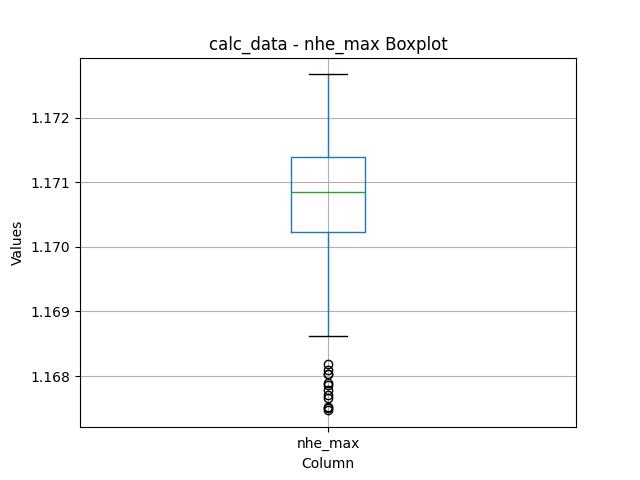 calc_data - nhe_max Boxplot
1.172
1.171
1.170
1.169
1.168
Values
nhe_max
Column